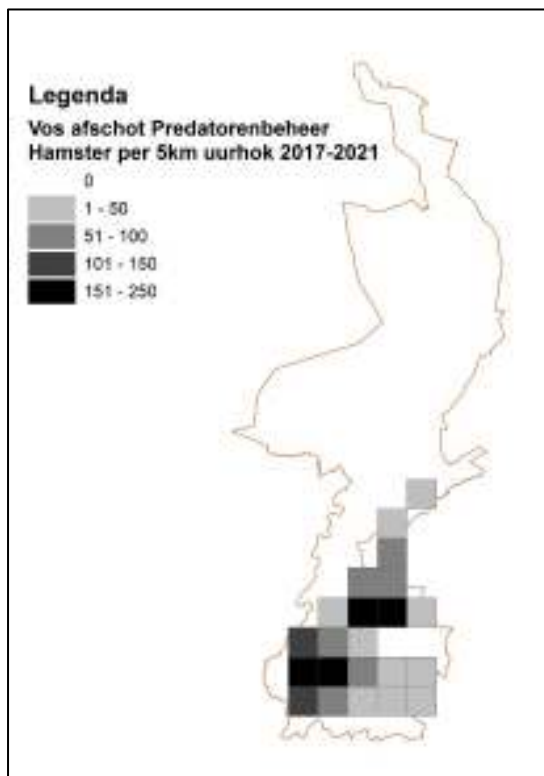 Legenda
Vos afschot Predatorenbeheer
Hamster per 5km uurhok 2017-2021
0
1 - 50
51 - 100
101 - 150
151 - 250